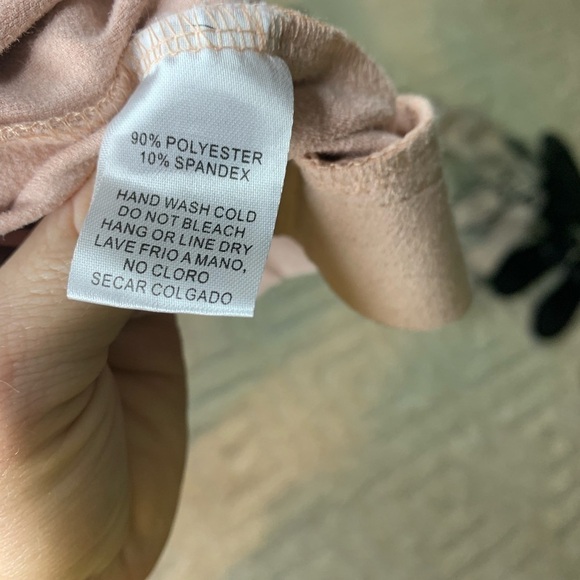 90% POLYESTER
10% SPANDEX
HAND WASH COLD
DO NOT BLEACH
HANG OR LINE DRY
LAVE FRIO A MANO,
NO CLORO
SECAR COLGADO